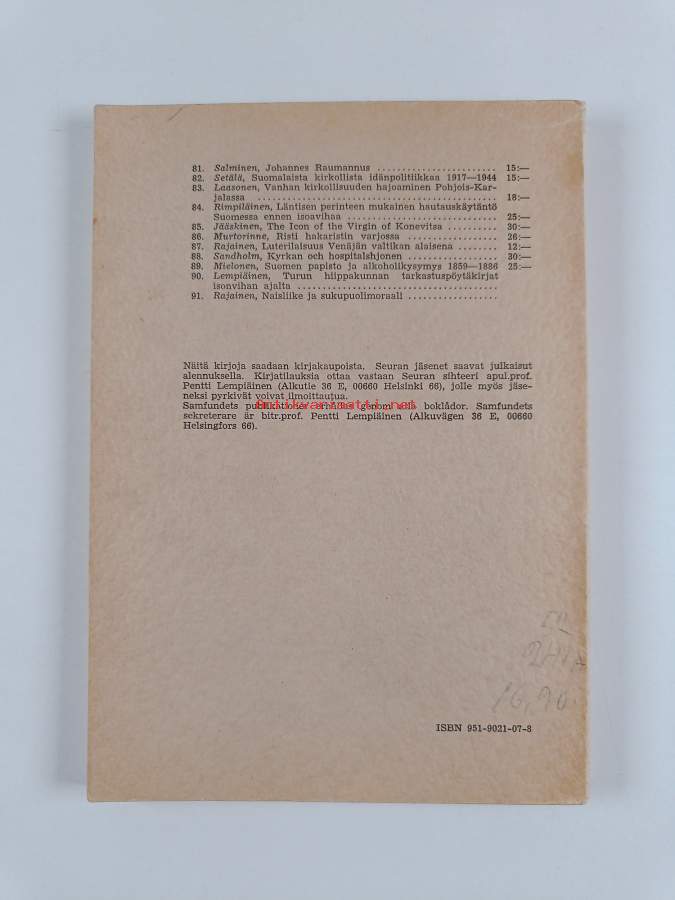 81. Salminen, Johannes Raumannus ........................ 15:—
82. Setälä, Suomalaista kirkollista idänpolitiikkaa 1917—1944 15:—
83. Laasonen, Vanhan kirkollisuuden hajoaminen Pohjois-Kar-
jalassa ................................................ 18:—
84. Rimpiläinen, Läntisen perinteen mukainen hautauskäytäntö
Suomessa ennen isoavihaa .............................. 25:—
85. Jääskinen, The Icon of the Virgin of Konevitsa .......... 30:—
86. Murtorinne, Risti hakaristin varjossa .................... 26:—
87. Rajainen, Luterilaisuus Venäjän valtikan alaisena ........ 12:—
88. Sandholm, Kyrkan och hospitalshjonen .................. 30:—
89. Mielonen, Suomen papisto ja alkoholikysymys 1859—1886 25:—
90. Lempiäinen, Turun hiippakunnan tarkastuspöytäkirjat
isonvihan ajalta ........................................
91. Rajainen, Naisliike ja sukupuolimoraali ..................
Näitä kirjoja saadaan kirjakaupoista. Seuran jäsenet saavat julkaisut
alennuksella. Kirjatilauksia ottaa vastaan Seuran sihteeri apul.prof.
Pentti Lempiäinen (Alkutie 36 E, 00660 Helsinki 66), jolle myös jäse-
neksi pyrkivät voivat ilmoittautua.
Samfundets publikationer erhålles genom alla boklådor. Samfundets
sekreterare är bitr.prof. Pentti Lempiäinen (Alkuvägen 36 E, 00660
Helsingfors 66).
ISBN 951-9021-07-8